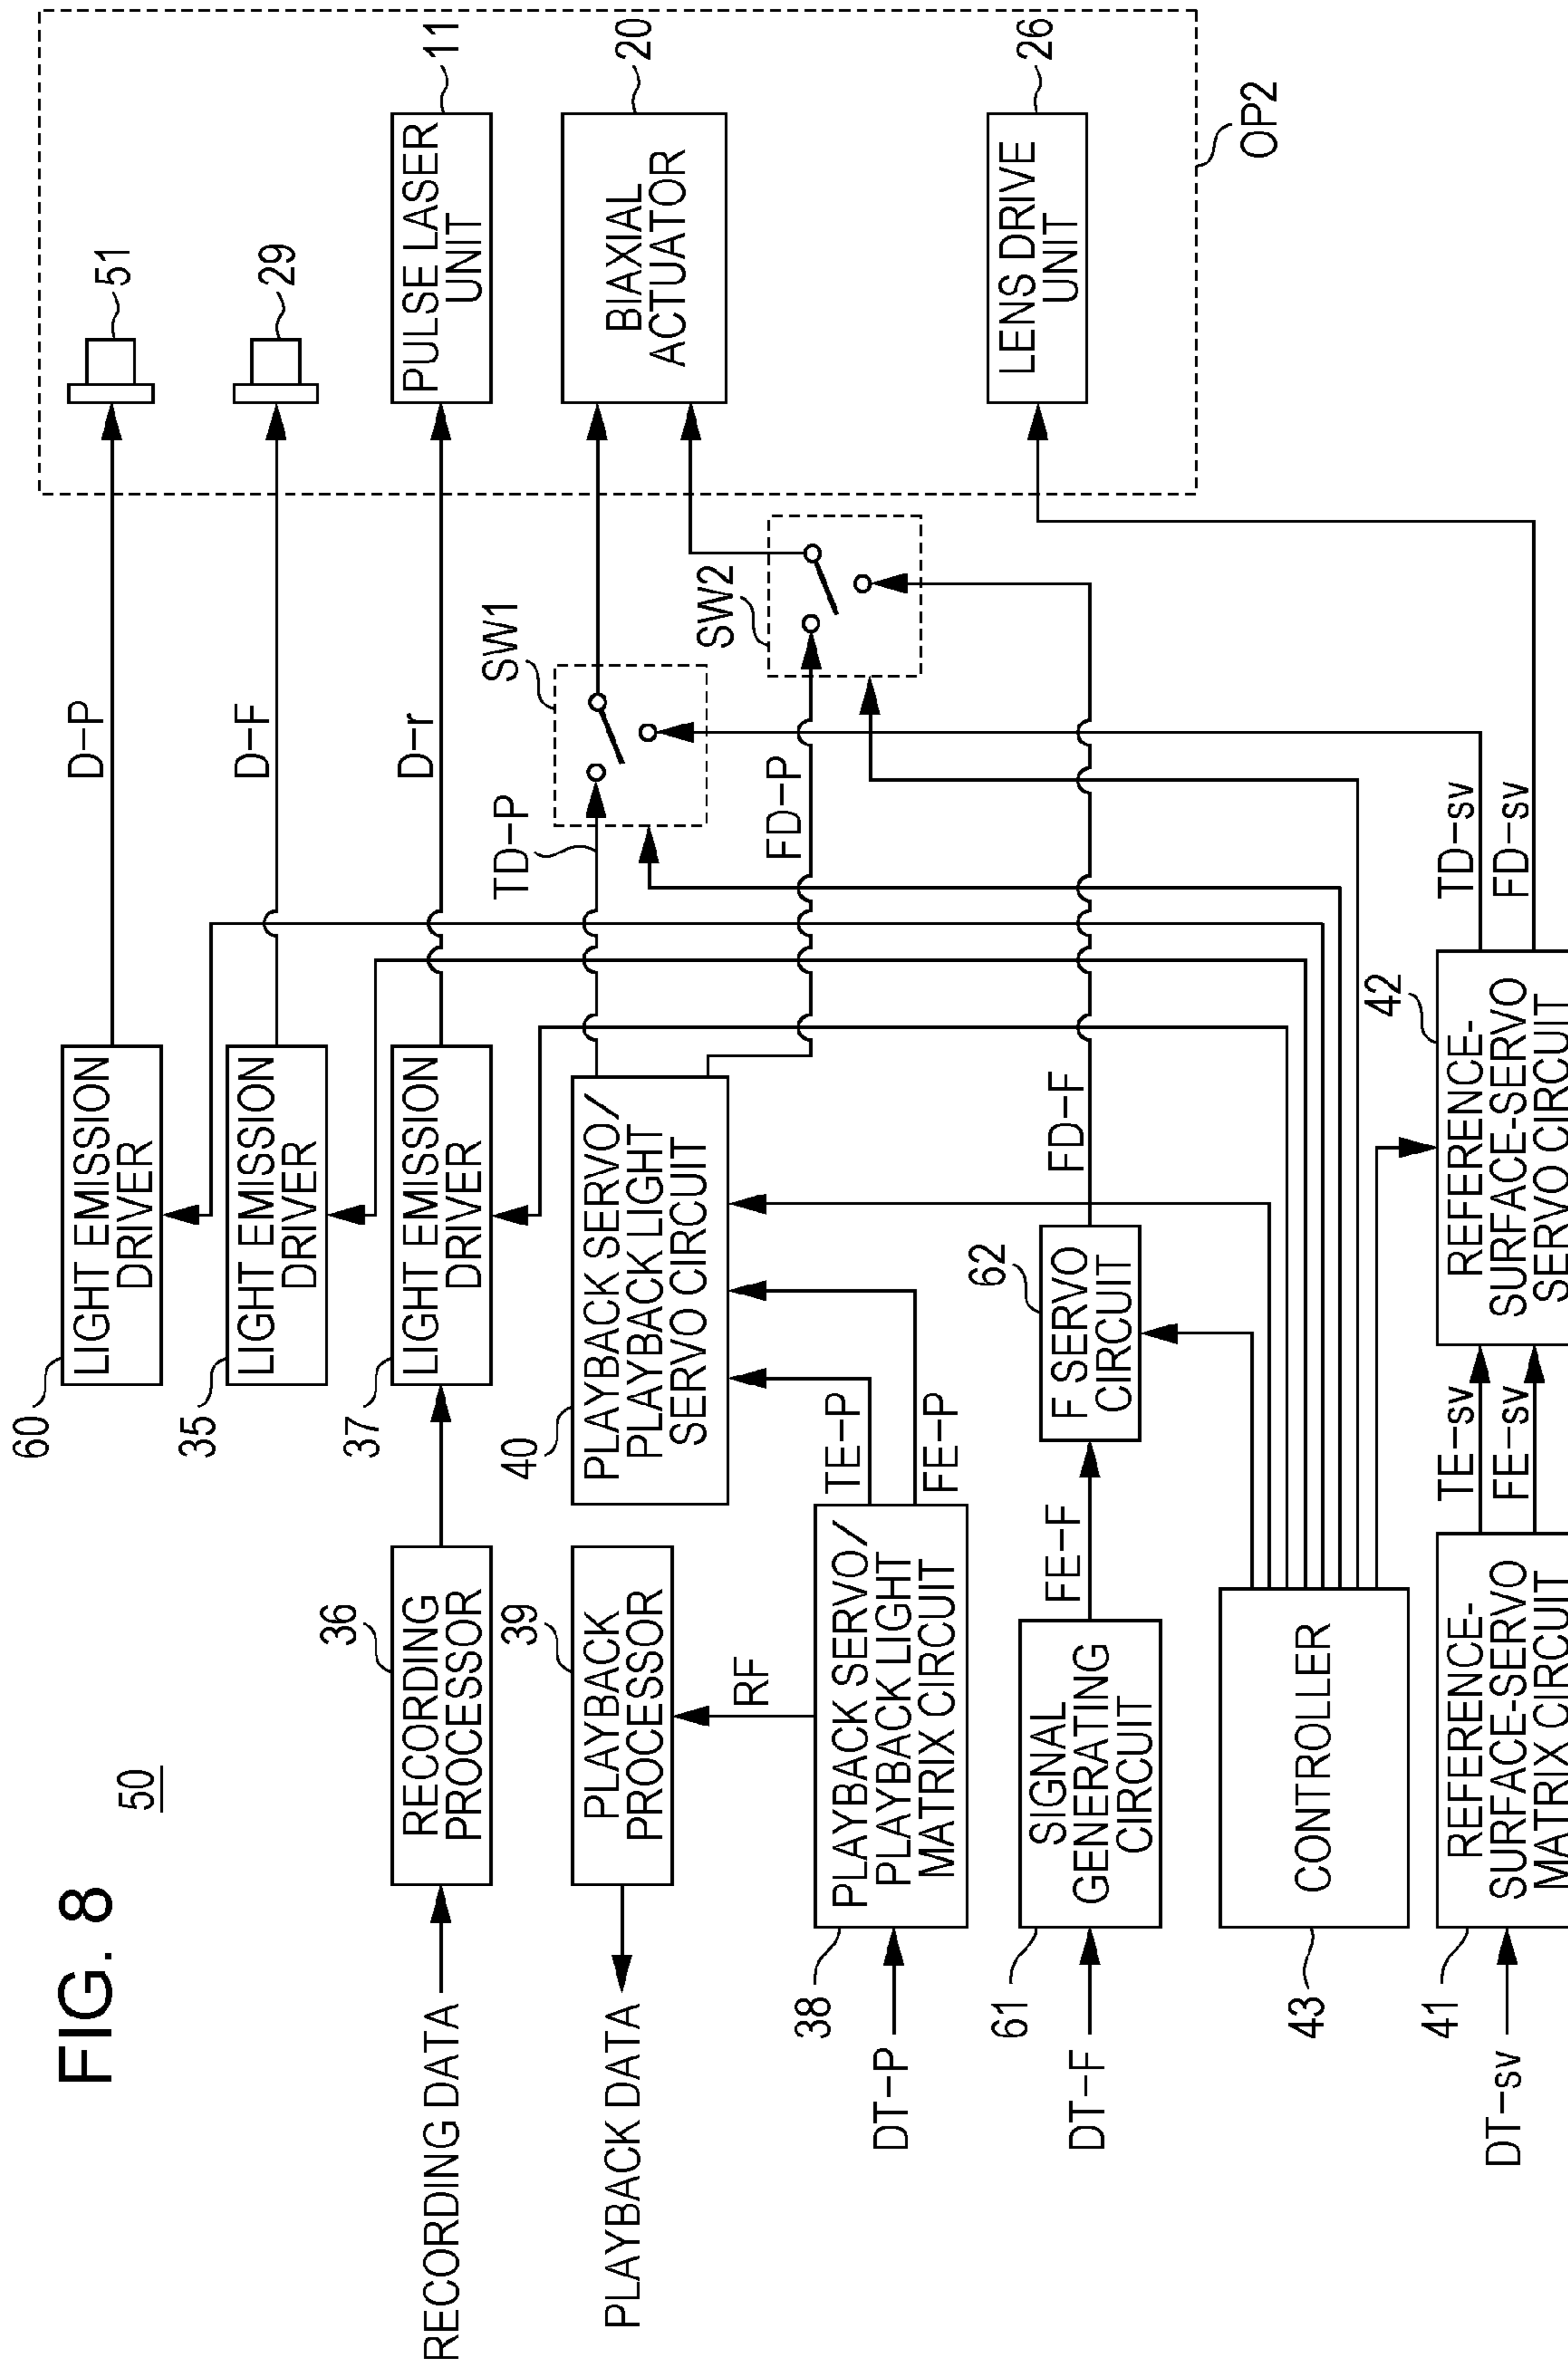 FIG. 8
50
60
LIGHT EMISSION
DRIVER
D-P
51
35
LIGHT EMISSION
DRIVER
D-F
29
RECORDING DATA
36
RECORDING
PROCESSOR
37
LIGHT EMISSION
DRIVER
D-r
PULSE LASER
UNIT
11
PLAYBACK DATA
39
PLAYBACK
PROCESSOR
RF
40
PLAYBACK SERVO/
PLAYBACK LIGHT
SERVO CIRCUIT
TD-P
SW1
BIAXIAL
ACTUATOR
20
DT-P
38
PLAYBACK SERVO/
PLAYBACK LIGHT
MATRIX CIRCUIT
TE-P
FE-P
FD-P
SW2
DT-F
61
SIGNAL
GENERATING
CIRCUIT
FE-F
62
F SERVO
CIRCUIT
FD-F
LENS DRIVE
UNIT
26
OP2
43
CONTROLLER
DT-sv
41
REFERENCE-
SURFACE-SERVO
MATRIX CIRCUIT
TE-sv
FE-sv
42
REFERENCE-
SURFACE-SERVO
SERVO CIRCUIT
TD-sv
FD-sv